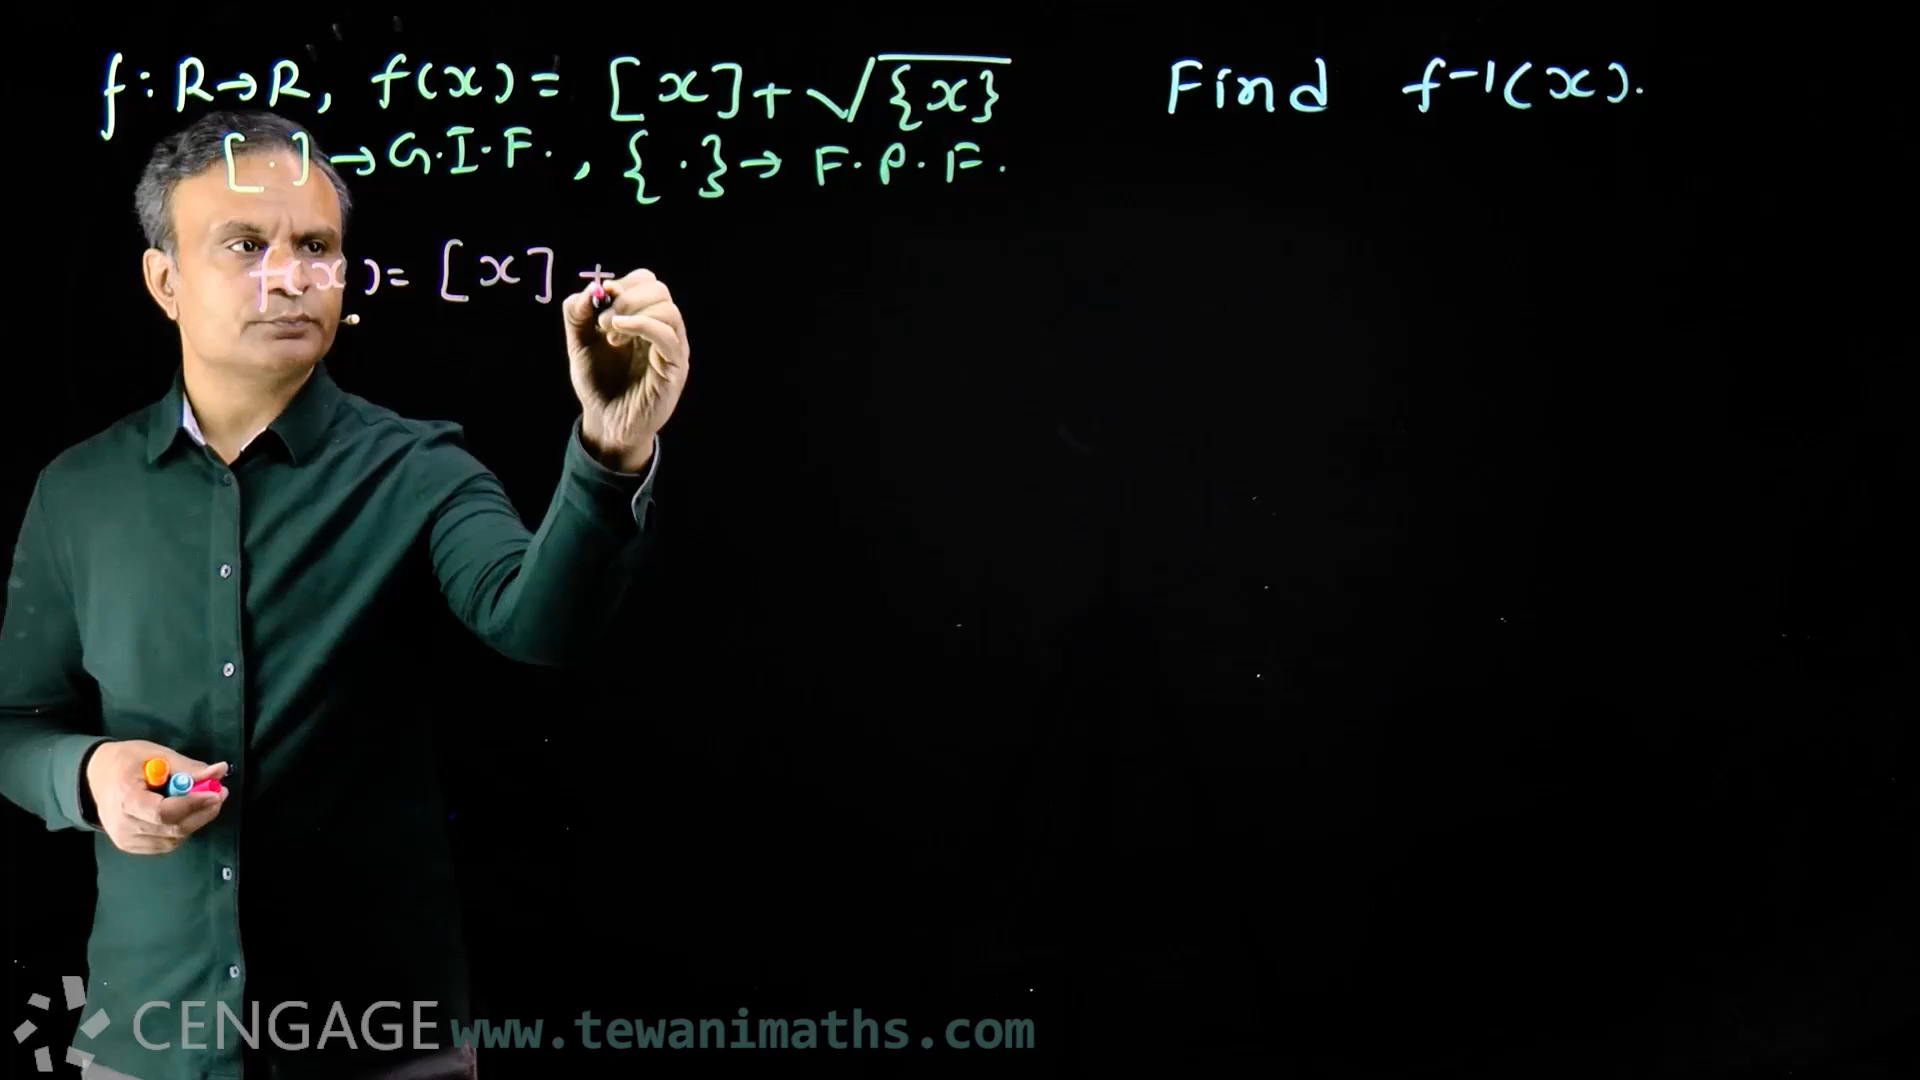 f : R→R, f(x) = [x] + √{x} Find f⁻¹(x).
[·] → G.I.F., {·} → F.P.F.
f(x) = [x] +
CENGAGE www.tewanimaths.com